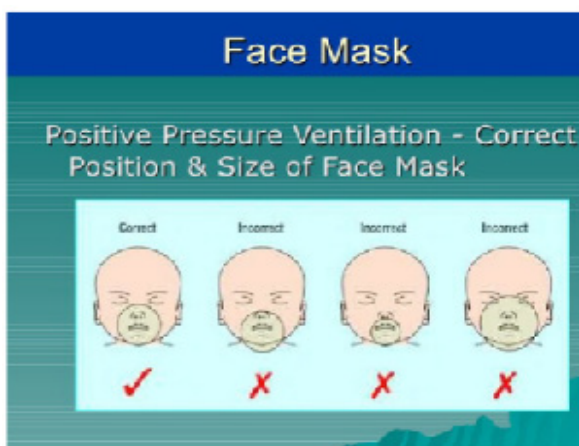 Face Mask
Positive Pressure Ventilation - Correct
Position & Size of Face Mask
Correct Incorrect Incorrect Incorrect